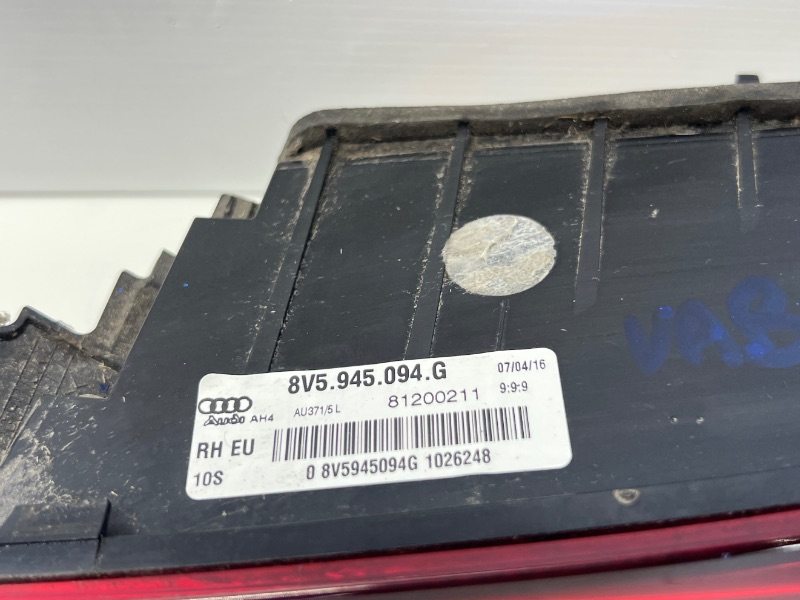 8V5.945.094.G 07/04/16
Audi AH4 AU371/5 L 81200211 9:9:9
RH EU
10S 0 8V5945094G 1026248
VAB